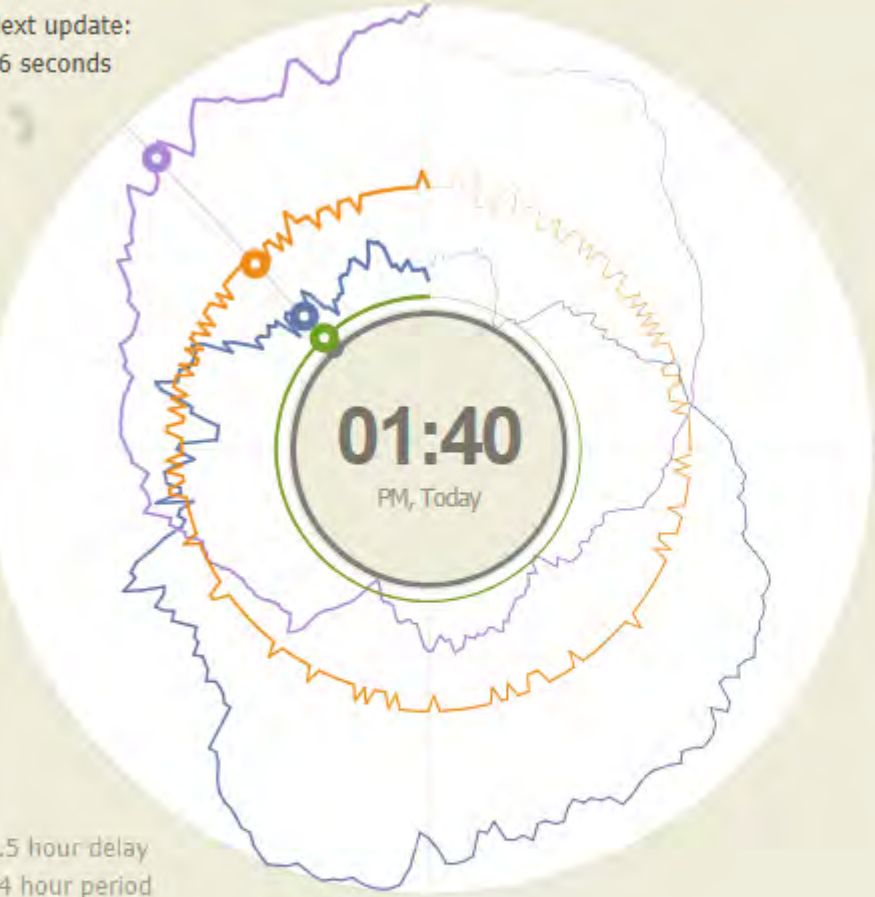 ext update:
6 seconds
01:40
PM, Today
.5 hour delay
4 hour period